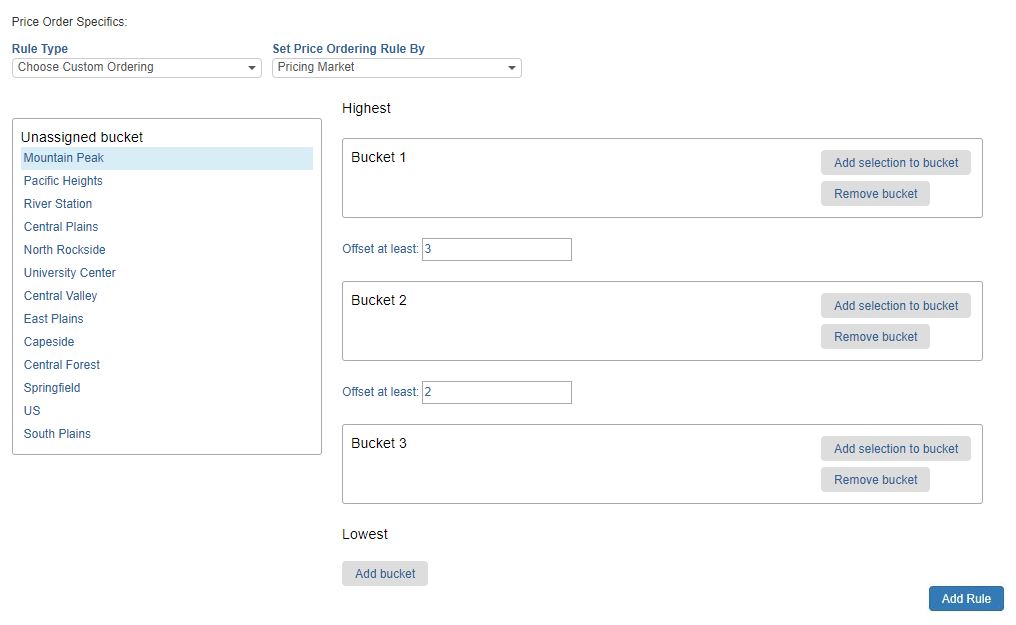 Price Order Specifics:
Rule Type
Choose Custom Ordering
Set Price Ordering Rule By
Pricing Market
Unassigned bucket
Mountain Peak
Pacific Heights
River Station
Central Plains
North Rockside
University Center
Central Valley
East Plains
Capeside
Central Forest
Springfield
US
South Plains
Highest
Bucket 1
Add selection to bucket
Remove bucket
Offset at least: 3
Bucket 2
Add selection to bucket
Remove bucket
Offset at least: 2
Bucket 3
Add selection to bucket
Remove bucket
Lowest
Add bucket
Add Rule